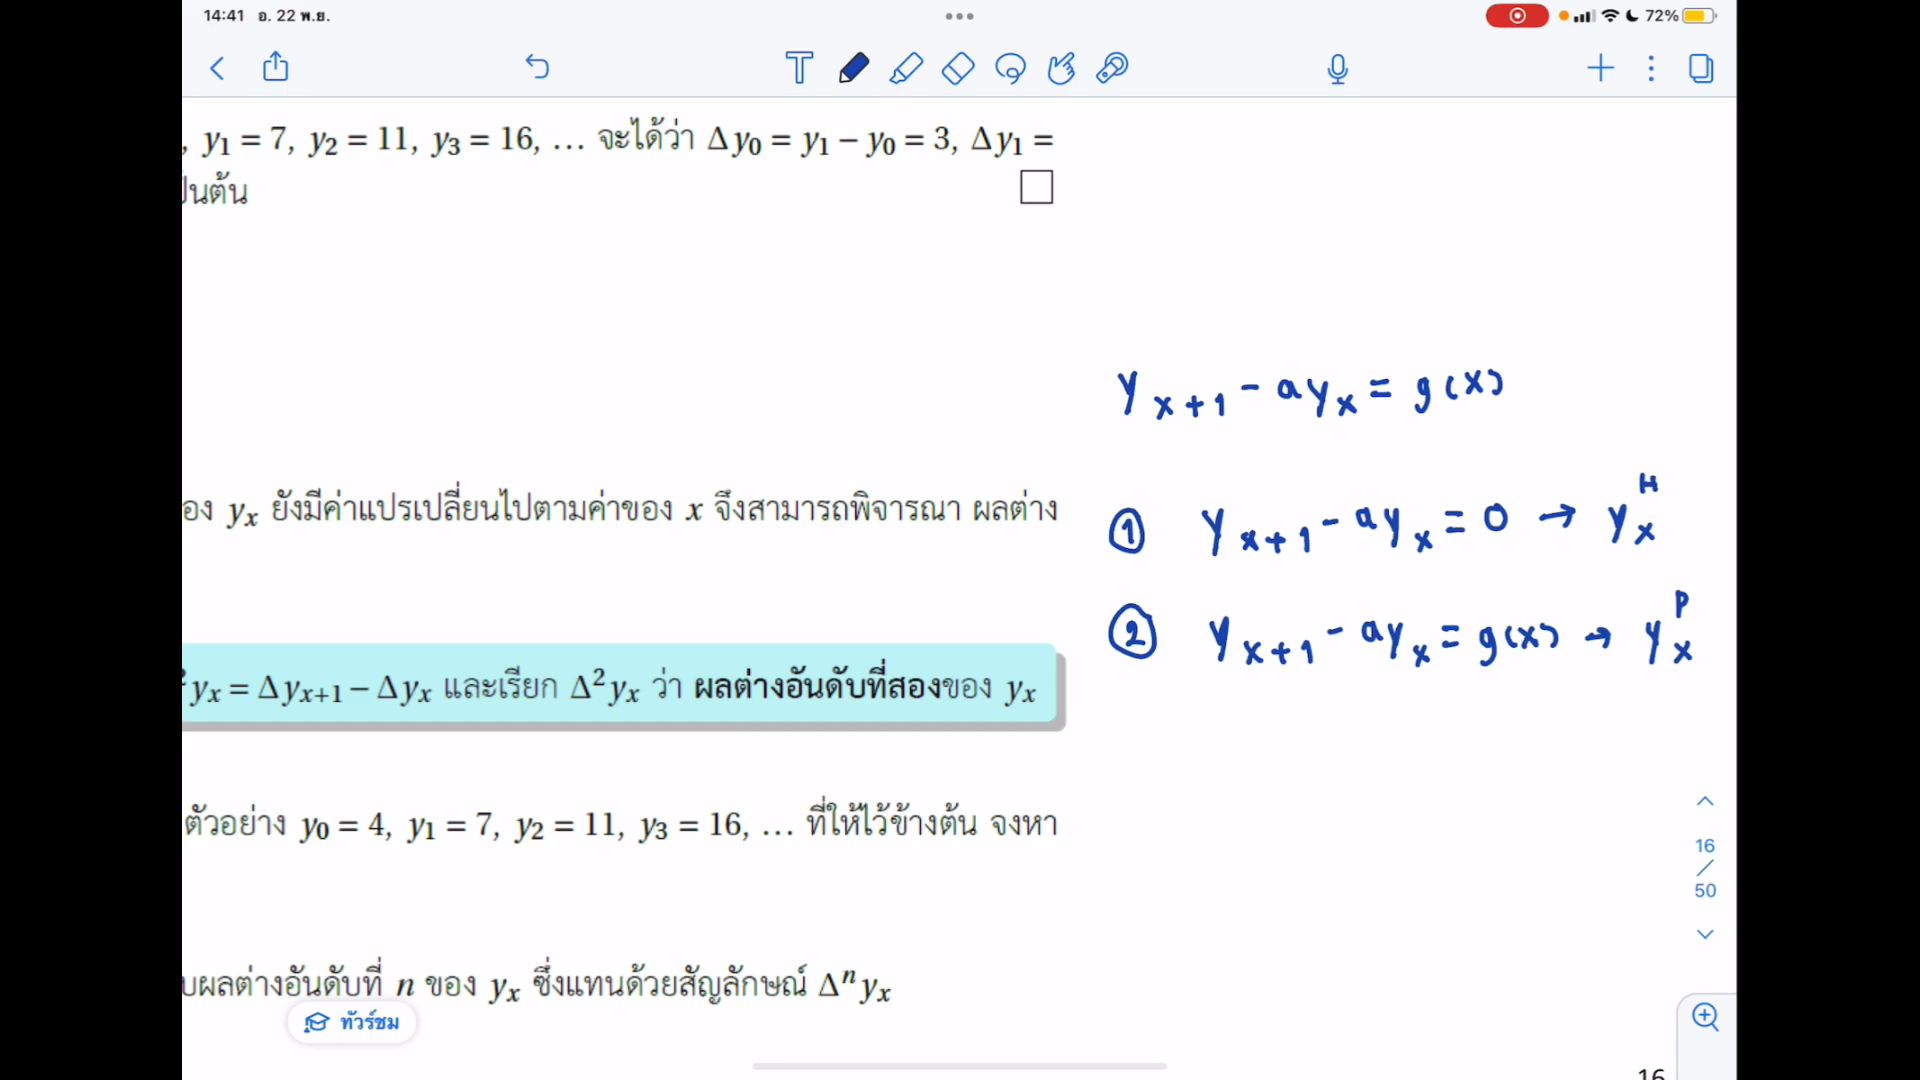 14:41 อ. 22 พ.ย.
72%
, y₁ = 7, y₂ = 11, y₃ = 16, … จะได้ว่า Δy₀ = y₁ − y₀ = 3, Δy₁ =
ป็นต้น
y_{x+1} - ay_x = g(x)
อง y_x ยังมีค่าแปรเปลี่ยนไปตามค่าของ x จึงสามารถพิจารณา ผลต่าง
① y_{x+1} - ay_x = 0 → y_x^H
② y_{x+1} - ay_x = g(x) → y_x^P
²y_x = Δy_{x+1} − Δy_x และเรียก Δ²y_x ว่า ผลต่างอันดับที่สองของ y_x
ตัวอย่าง y₀ = 4, y₁ = 7, y₂ = 11, y₃ = 16, … ที่ให้ไว้ข้างต้น จงหา
16
/
50
บผลต่างอันดับที่ n ของ y_x ซึ่งแทนด้วยสัญลักษณ์ Δⁿy_x
ทัวร์ชม
16